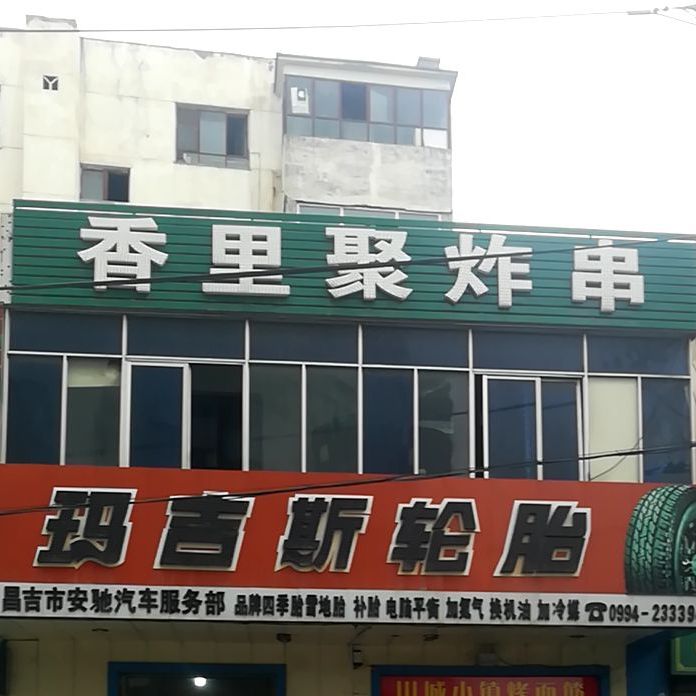 香里聚炸串
玛吉斯轮胎
昌吉市安驰汽车服务部 品牌四季胎雪地胎 补胎 电脑平衡 加氮气 换机油 加冷媒 ☎0994-23339